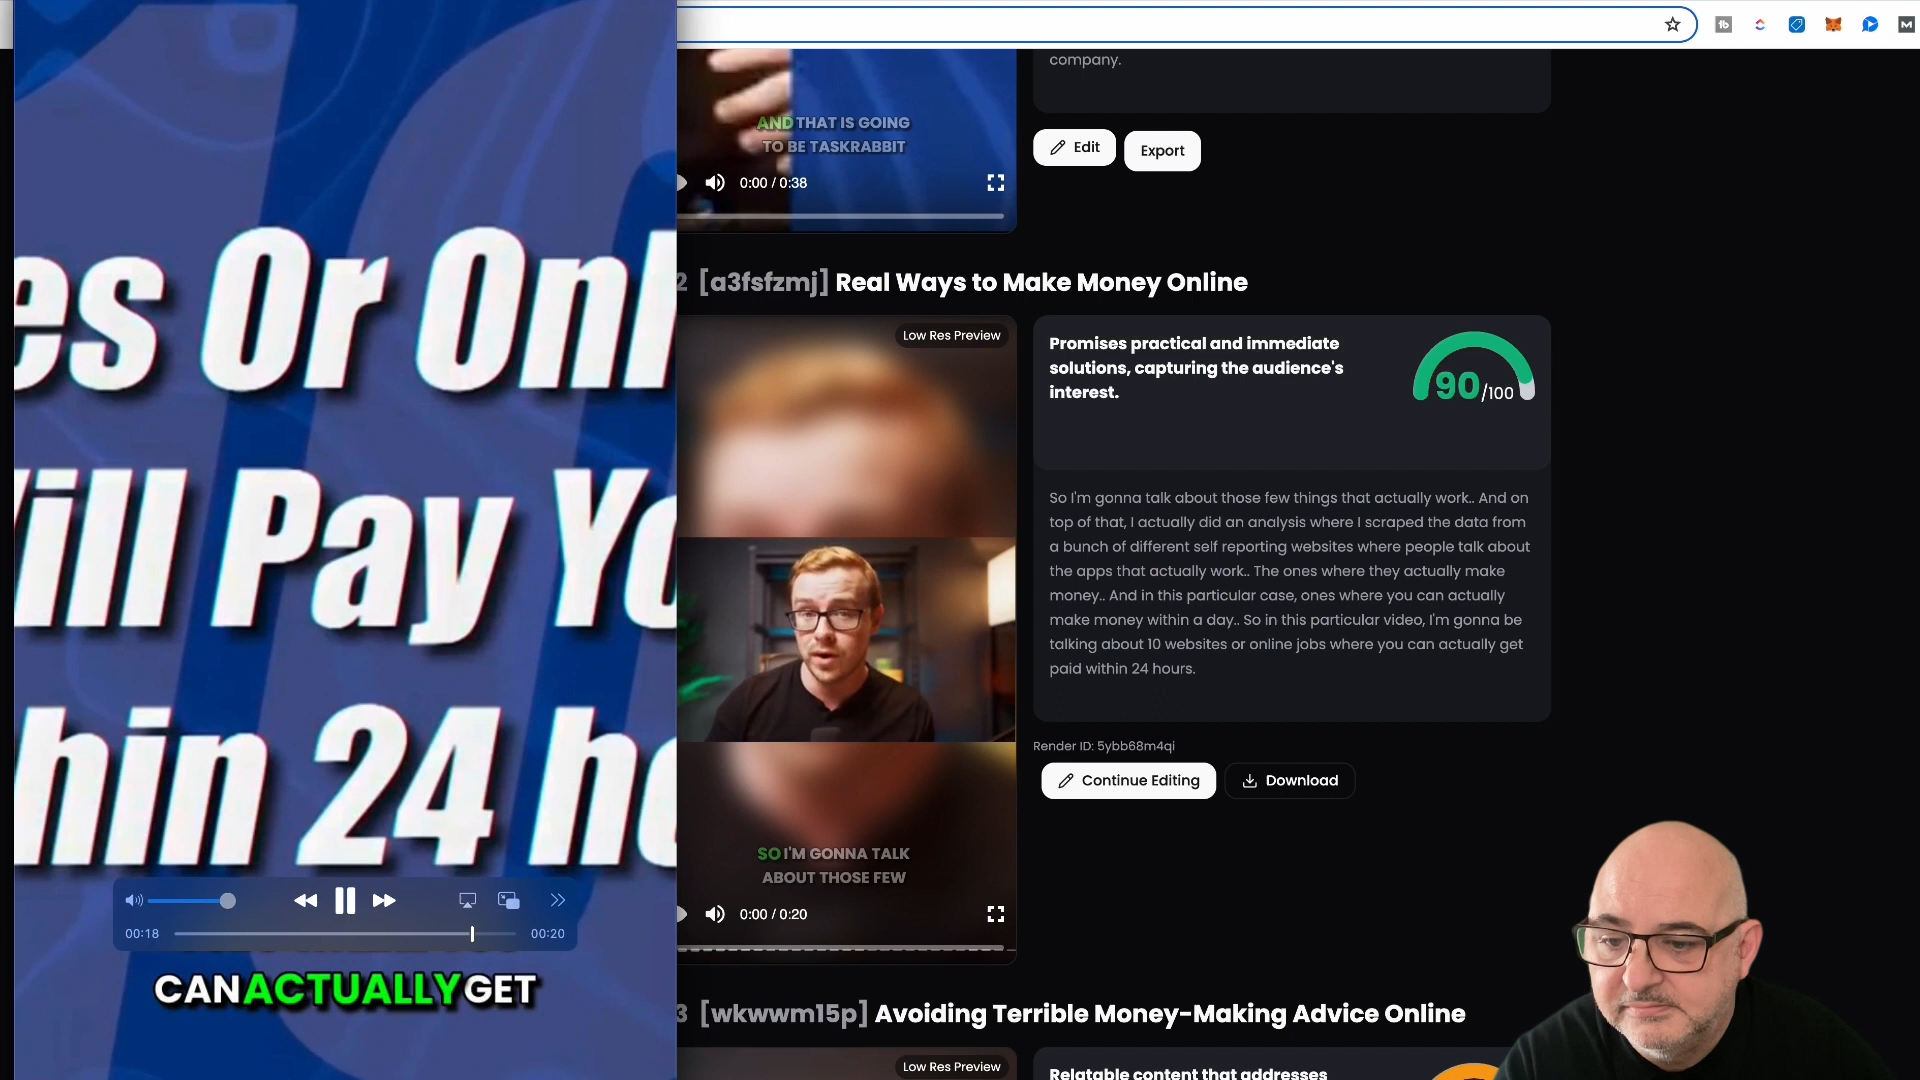 es Or Onl
ill Pay Yo
hin 24 ho
00:18
00:20
CAN ACTUALLY GET
company.
AND THAT IS GOING
TO BE TASKRABBIT
0:00 / 0:38
Edit
Export
2 [a3fsfzmj] Real Ways to Make Money Online
Low Res Preview
Promises practical and immediate
solutions, capturing the audience's
interest.
90/100
So I'm gonna talk about those few things that actually work.. And on
top of that, I actually did an analysis where I scraped the data from
a bunch of different self reporting websites where people talk about
the apps that actually work.. The ones where they actually make
money.. And in this particular case, ones where you can actually
make money within a day.. So in this particular video, I'm gonna be
talking about 10 websites or online jobs where you can actually get
paid within 24 hours.
Render ID: 5ybb68m4qi
Continue Editing
Download
SO I'M GONNA TALK
ABOUT THOSE FEW
0:00 / 0:20
3 [wkwwm15p] Avoiding Terrible Money-Making Advice Online
Low Res Preview
Relatable content that addresses